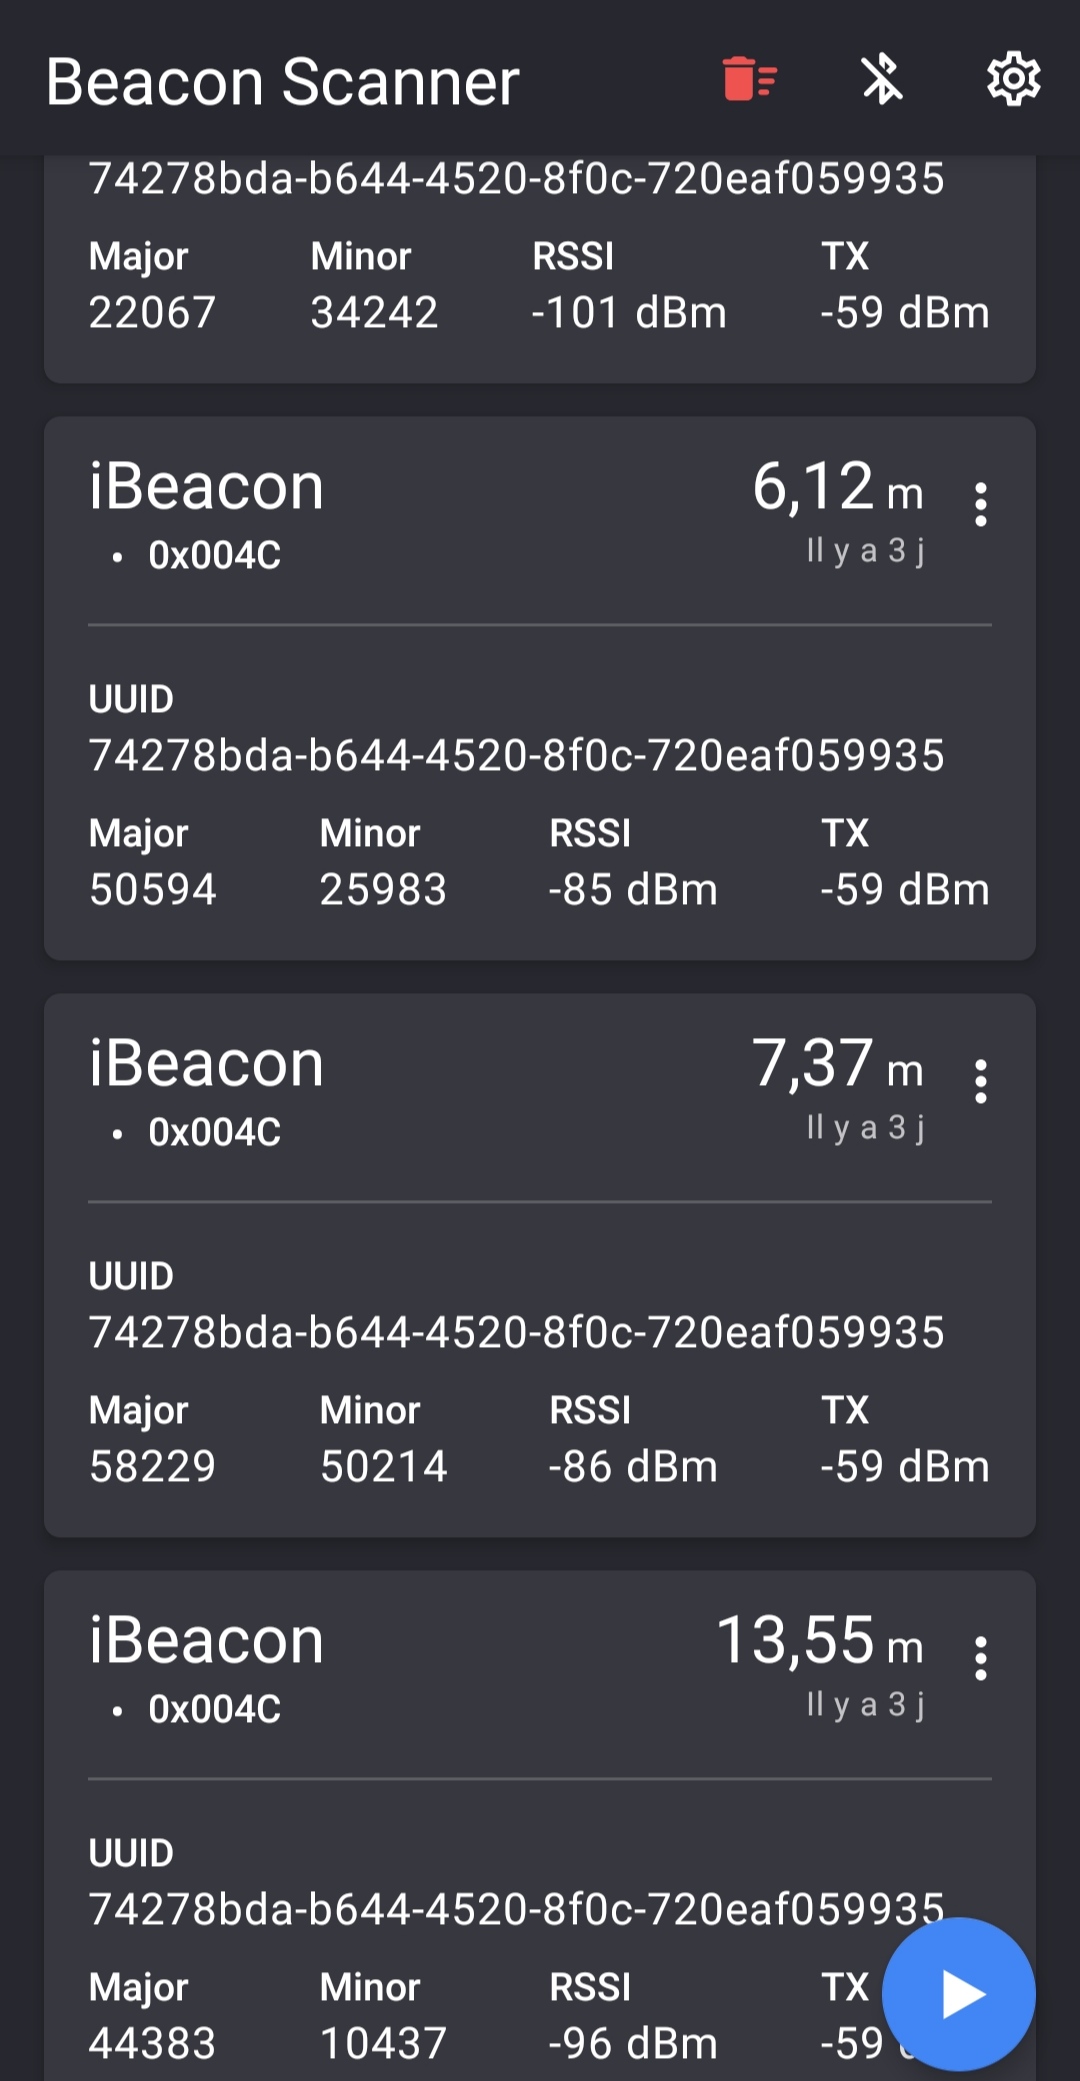 Beacon Scanner
74278bda-b644-4520-8f0c-720eaf059935
Major Minor RSSI TX
22067 34242 -101 dBm -59 dBm
iBeacon 6,12 m
• 0x004C Il y a 3 j
UUID
74278bda-b644-4520-8f0c-720eaf059935
Major Minor RSSI TX
50594 25983 -85 dBm -59 dBm
iBeacon 7,37 m
• 0x004C Il y a 3 j
UUID
74278bda-b644-4520-8f0c-720eaf059935
Major Minor RSSI TX
58229 50214 -86 dBm -59 dBm
iBeacon 13,55 m
• 0x004C Il y a 3 j
UUID
74278bda-b644-4520-8f0c-720eaf059935
Major Minor RSSI TX
44383 10437 -96 dBm -59